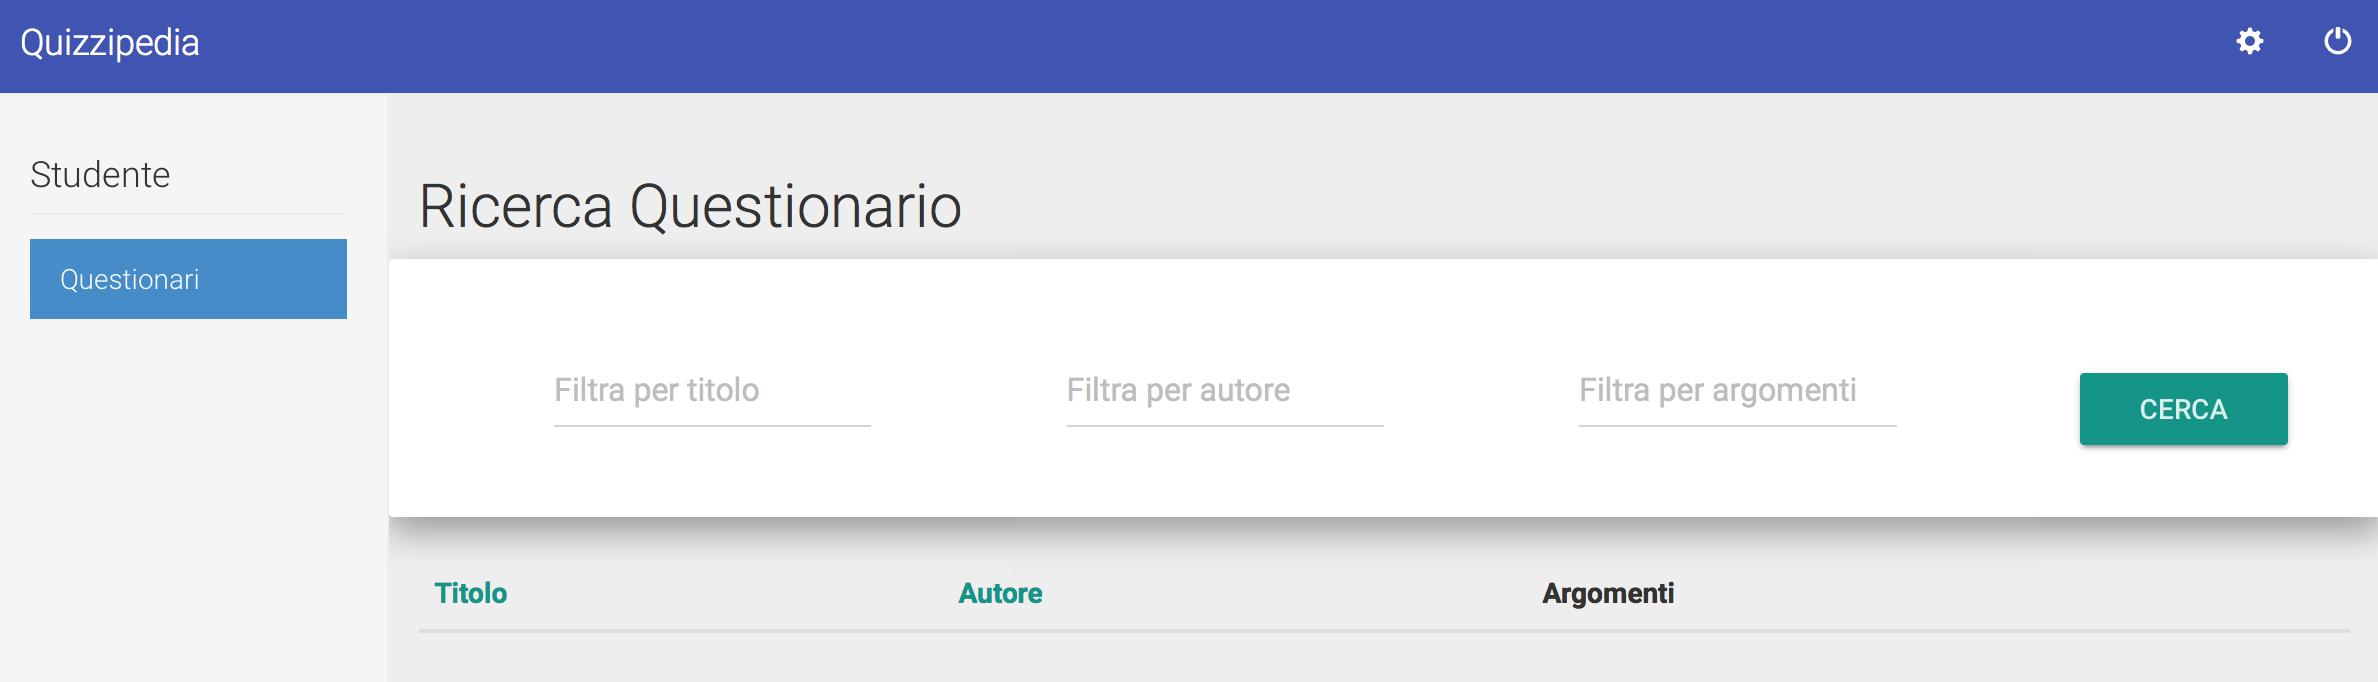 Quizzipedia
Studente
Questionari
Ricerca Questionario
Filtra per titolo
Filtra per autore
Filtra per argomenti
CERCA
Titolo Autore Argomenti